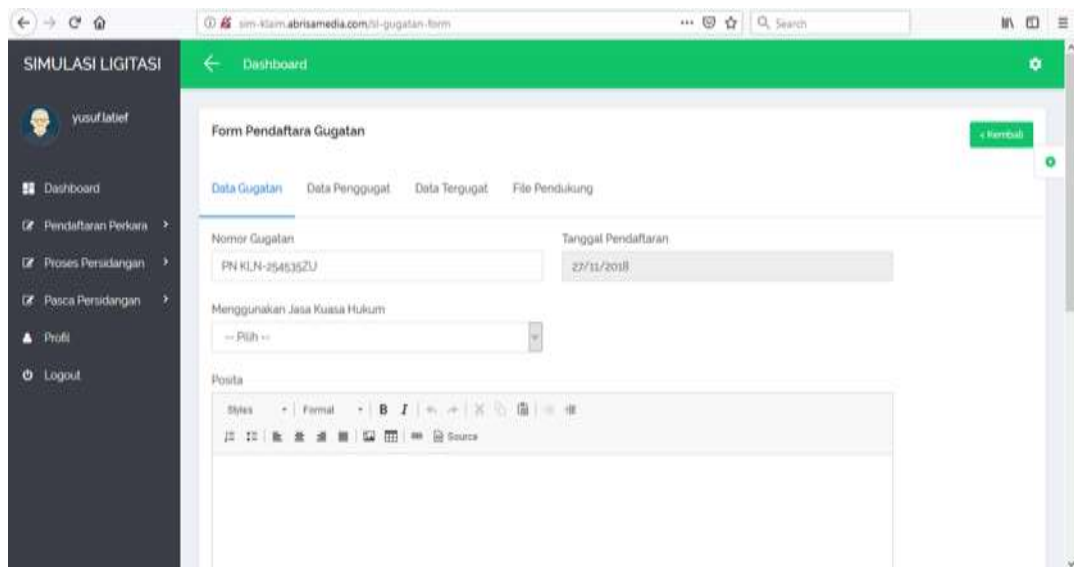 sim-klaim.abrisamedia.com/sl-gugatan-form
Search
SIMULASI LIGITASI
Dashboard
yusuf.latief
Form Pendaftara Gugatan
< Kembali
Dashboard
Data Gugatan Data Penggugat Data Tergugat File Pendukung
Pendaftaran Perkara
Nomor Gugatan Tanggal Pendaftaran
Proses Persidangan
PN KLN-254535ZU 27/11/2018
Pasca Persidangan
Menggunakan Jasa Kuasa Hukum
Profil
-- Pilih --
Logout
Posita
Styles Format B I
Source